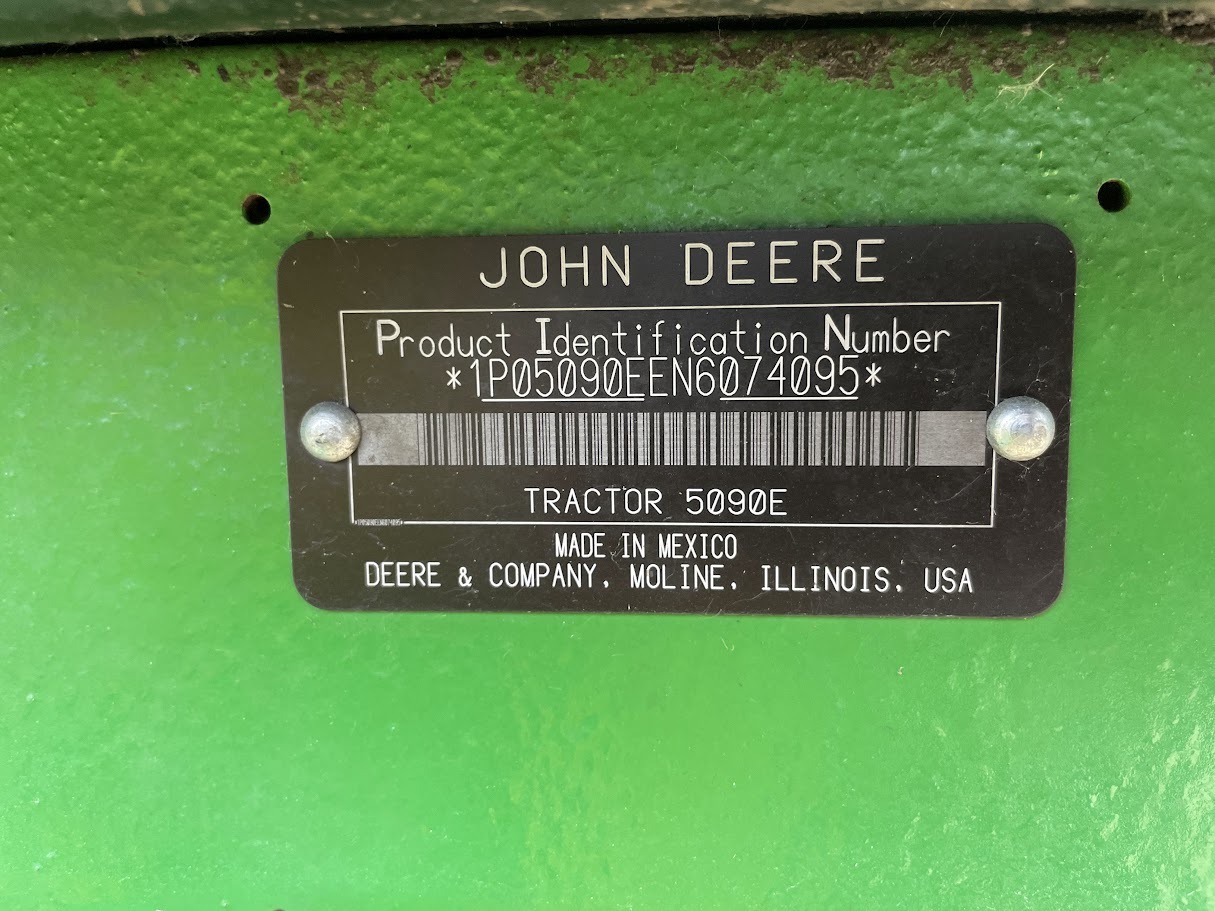 JOHN DEERE
Product Identification Number
*1P05090EEN6074095*
TRACTOR 5090E
MADE IN MEXICO
DEERE & COMPANY, MOLINE, ILLINOIS, USA